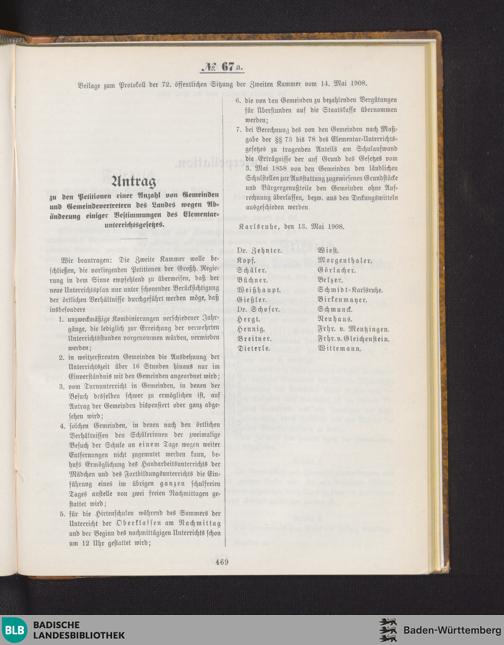 № 67a.
Beilage zum Protokoll der 72. öffentlichen Sitzung der Zweiten Kammer vom 14. Mai 1908.
Antrag
zu den Petitionen einer Anzahl von Gemeinden
und Gemeindevertretern des Landes wegen Ab-
änderung einiger Bestimmungen des Elementar-
unterrichtsgesetzes.
Wir beantragen: Die Zweite Kammer wolle be-
schließen, die vorliegenden Petitionen der Großh. Regie-
rung in dem Sinne empfehlend zu überweisen, daß der
neue Unterrichtsplan nur unter schonender Berücksichtigung
der örtlichen Verhältnisse durchgeführt werden möge, daß
insbesondere
1. unzweckmäßige Kombinierungen verschiedener Jahr-
gänge, die lediglich zur Erreichung der vermehrten
Unterrichtsstunden vorgenommen würden, vermieden
werden;
2. in weitzerstreuten Gemeinden die Ausdehnung der
Unterrichtszeit über 16 Stunden hinaus nur im
Einverständnis mit den Gemeinden angeordnet wird;
3. vom Turnunterricht in Gemeinden, in denen der
Besuch desselben schwer zu ermöglichen ist, auf
Antrag der Gemeinden dispensiert oder ganz abge-
sehen wird;
4. solchen Gemeinden, in denen nach den örtlichen
Verhältnissen den Schülerinnen der zweimalige
Besuch der Schule an einem Tage wegen weiter
Entfernungen nicht zugemutet werden kann, be-
hufs Ermöglichung des Handarbeitsunterrichts der
Mädchen und des Fortbildungsunterrichts die Ein-
führung eines im übrigen ganzen schulfreien
Tages anstelle von zwei freien Nachmittagen ge-
stattet wird;
5. für die Hirtenschulen während des Sommers der
Unterricht der Oberklassen am Nachmittag
und der Beginn des nachmittägigen Unterrichts schon
um 12 Uhr gestattet wird;
6. die von den Gemeinden zu bezahlenden Vergütungen
für Überstunden auf die Staatskasse übernommen
werden;
7. bei Berechnung des von den Gemeinden nach Maß-
gabe der §§ 73 bis 78 des Elementar-Unterrichts-
gesetzes zu tragenden Anteils am Schulaufwand
die Erträgnisse der auf Grund des Gesetzes vom
3. Mai 1858 von den Gemeinden den ländlichen
Schulstellen zur Ausstattung zugewiesenen Grundstücke
und Bürgergenußteile den Gemeinden ohne Auf-
rechnung überlassen, bezw. aus den Deckungsmitteln
ausgeschieden werden
Karlsruhe, den 13. Mai 1908.
Dr. Zehnter. Wiest.
Kopf. Morgenthaler.
Schüler. Görlacher.
Büchner. Belzer.
Weißhaupt. Schmidt-Karlsruhe.
Gießler. Birkenmayer.
Dr. Schofer. Schmunck.
Hergt. Neuhaus.
Hennig. Frhr. v. Mentzingen.
Breitner. Frhr. v. Gleichenstein.
Dieterle. Wittemann.
469
BLB BADISCHE
LANDESBIBLIOTHEK
Baden-Württemberg